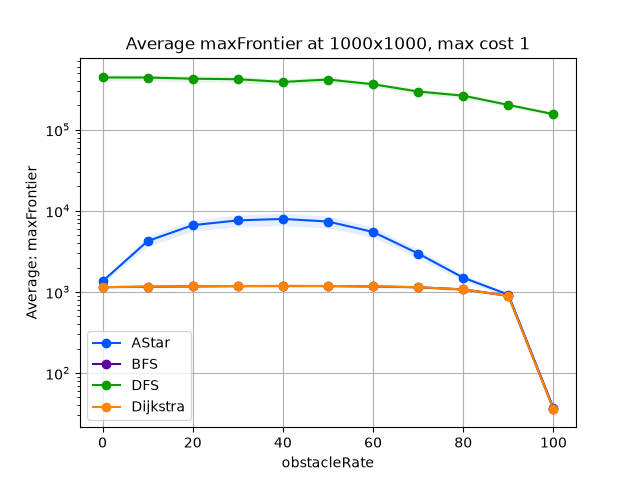 Average maxFrontier at 1000x1000, max cost 1
Average: maxFrontier
10^5
10^4
10^3
10^2
AStar
BFS
DFS
Dijkstra
0 20 40 60 80 100
obstacleRate